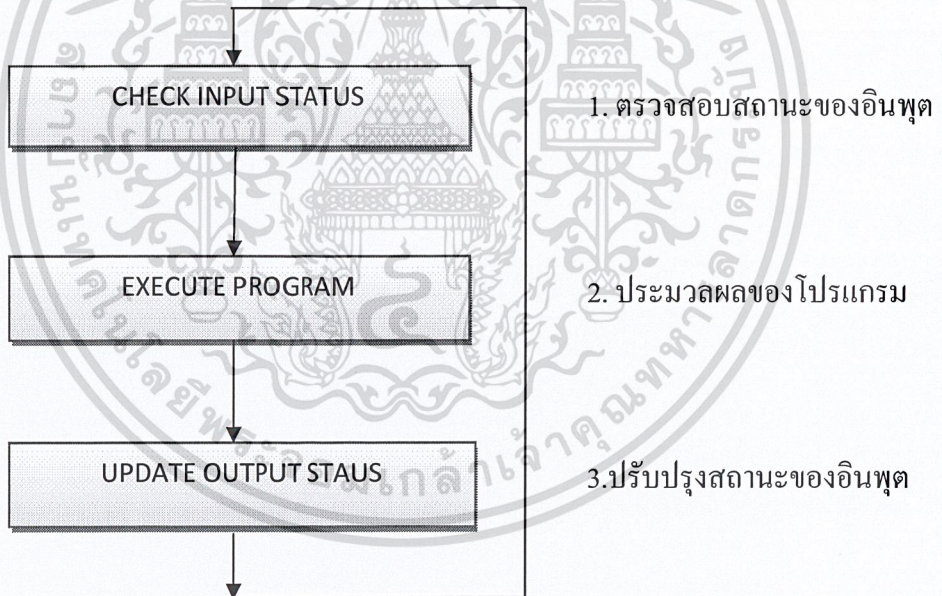 CHECK INPUT STATUS
1. ตรวจสอบสถานะของอินพุต
EXECUTE PROGRAM
2. ประมวลผลของโปรแกรม
UPDATE OUTPUT STAUS
3.ปรับปรุงสถานะของอินพุต